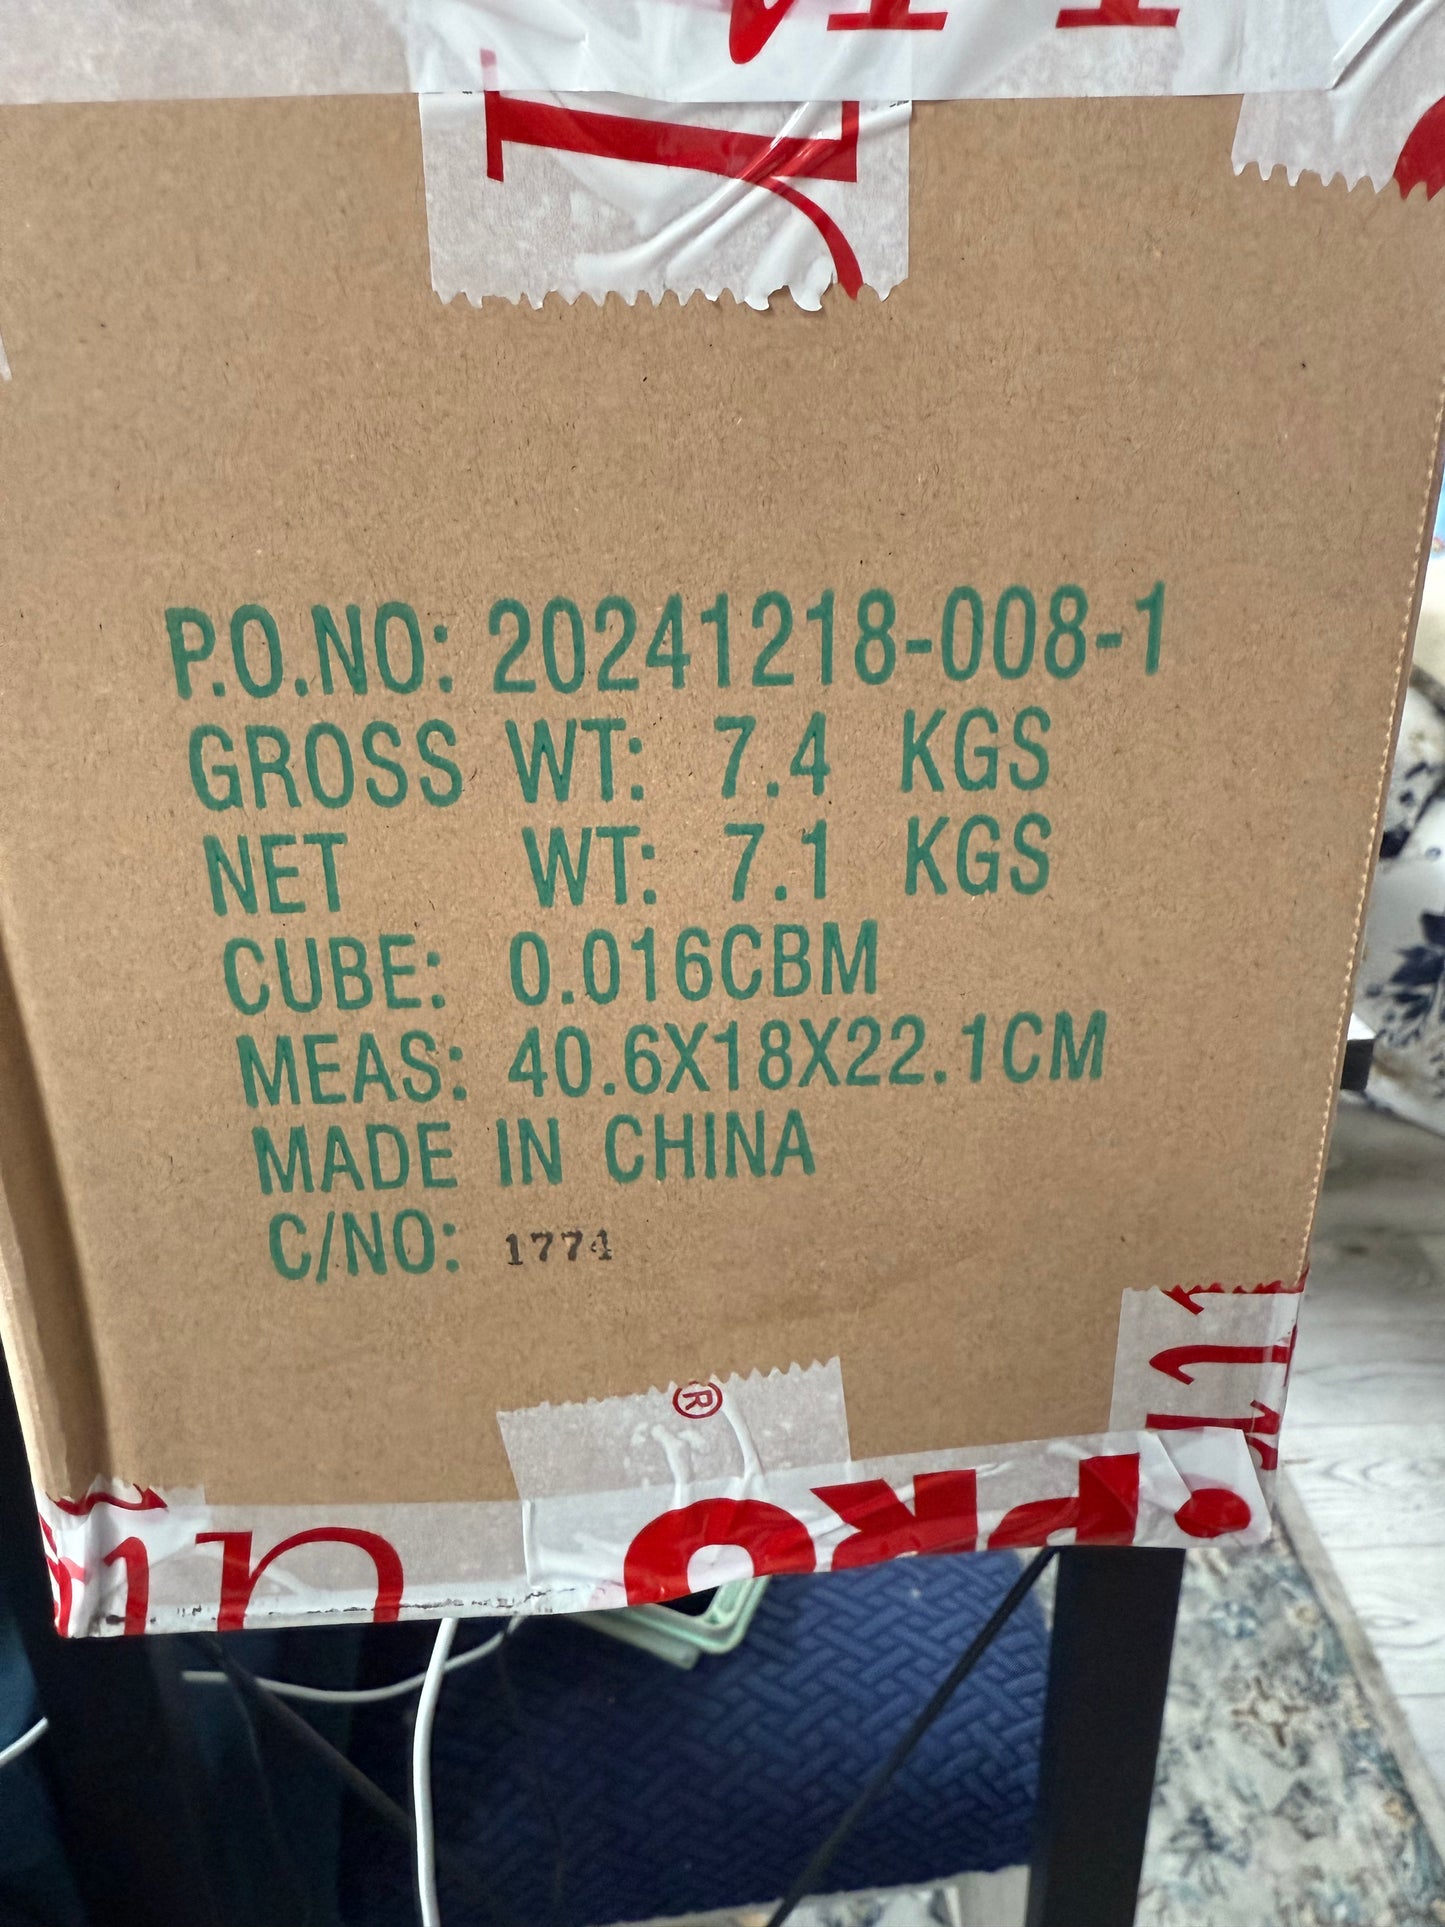 P.O.NO: 20241218-008-1
GROSS WT: 7.4 KGS
NET WT: 7.1 KGS
CUBE: 0.016CBM
MEAS: 40.6X18X22.1CM
MADE IN CHINA
C/NO: 1774
®
PRO